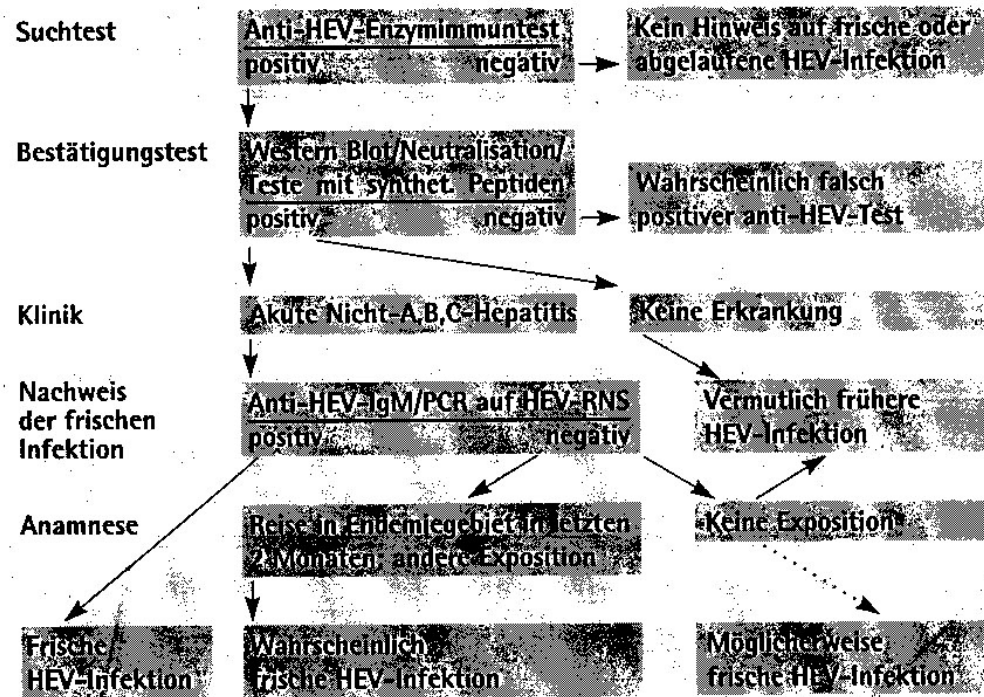 Suchtest
Anti-HEV-Enzymimmuntest
positiv negativ
Kein Hinweis auf frische oder
abgelaufene HEV-Infektion
Bestätigungstest
Western Blot/Neutralisation/
Teste mit synthet. Peptiden
positiv negativ
Wahrscheinlich falsch
positiver anti-HEV-Test
Klinik
Akute Nicht-A,B,C-Hepatitis
Keine Erkrankung
Nachweis
der frischen
Infektion
Anti-HEV-IgM/PCR auf HEV-RNS
positiv negativ
Vermutlich frühere
HEV-Infektion
Anamnese
Reise in Endemiegebiet in letzten
2 Monaten; andere Exposition
Keine Exposition
Frische
HEV-Infektion
Wahrscheinlich
frische HEV-Infektion
Möglicherweise
frische HEV-Infektion